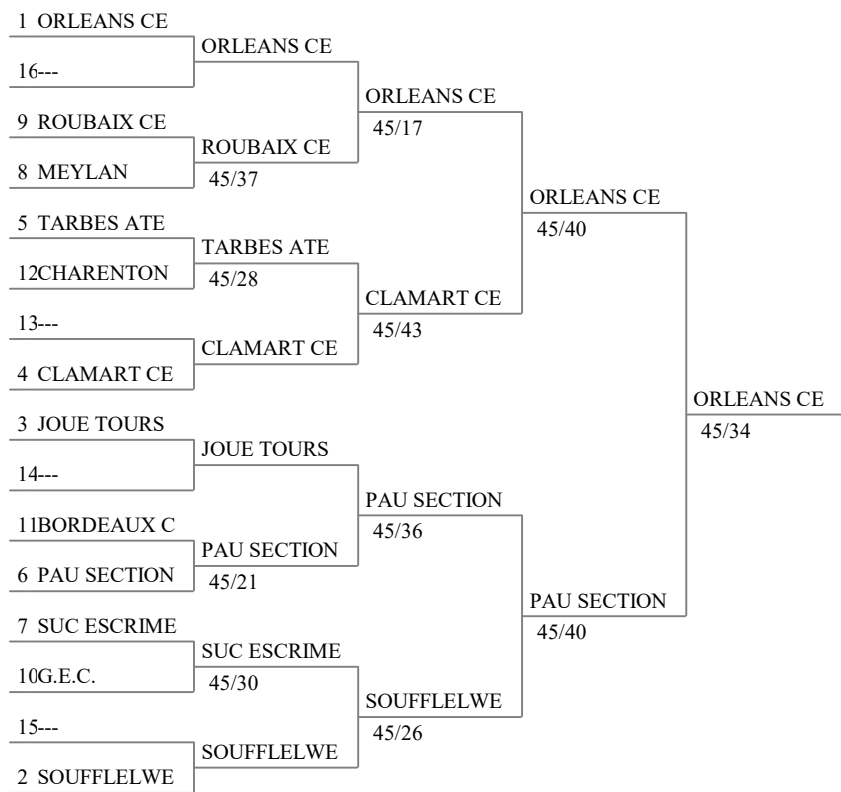 1 ORLEANS CE
ORLEANS CE
16---
ORLEANS CE
45/17
9 ROUBAIX CE
ROUBAIX CE
45/37
8 MEYLAN
ORLEANS CE
45/40
5 TARBES ATE
TARBES ATE
45/28
12CHARENTON
CLAMART CE
45/43
13---
CLAMART CE
4 CLAMART CE
ORLEANS CE
45/34
3 JOUE TOURS
JOUE TOURS
14---
PAU SECTION
45/36
11BORDEAUX C
PAU SECTION
45/21
6 PAU SECTION
PAU SECTION
45/40
7 SUC ESCRIME
SUC ESCRIME
45/30
10G.E.C.
SOUFFLELWE
45/26
15---
SOUFFLELWE
2 SOUFFLELWE